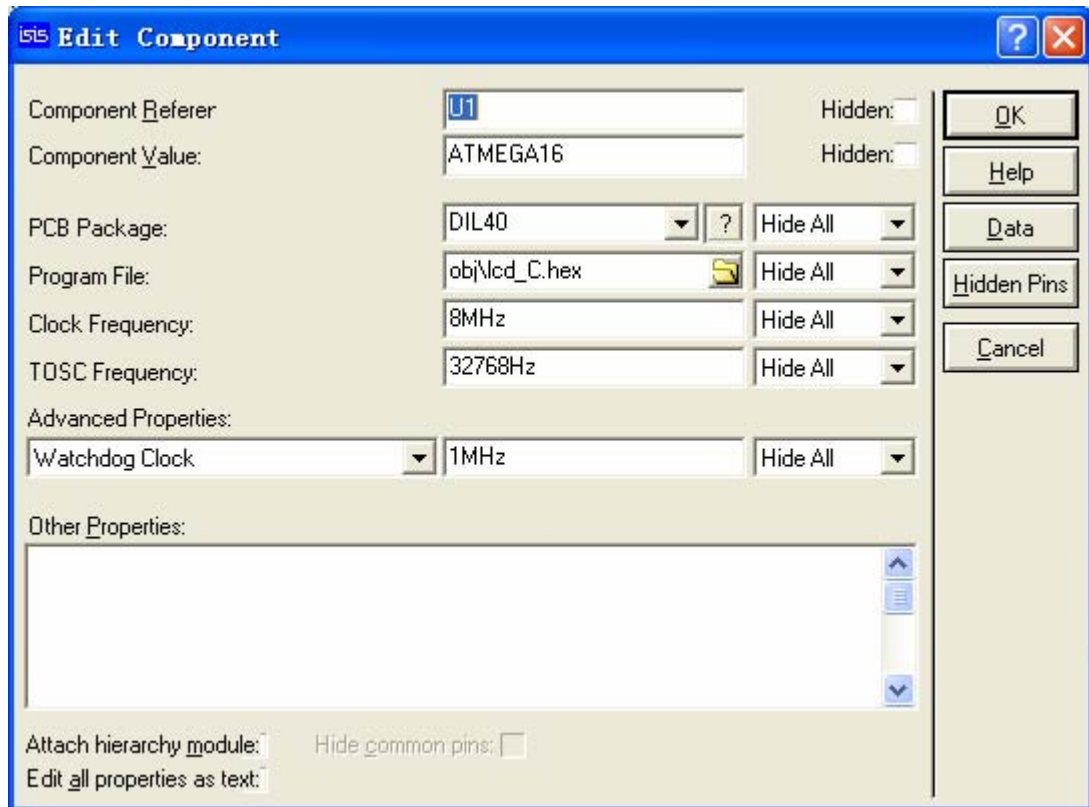 isis Edit Component ?
Component Referer U1 Hidden: OK
Component Value: ATMEGA16 Hidden: Help
PCB Package: DIL40 ? Hide All Data
Program File: obj\lcd_C.hex Hide All Hidden Pins
Clock Frequency: 8MHz Hide All
TOSC Frequency: 32768Hz Hide All Cancel
Advanced Properties:
Watchdog Clock 1MHz Hide All
Other Properties:
Attach hierarchy module: Hide common pins:
Edit all properties as text: